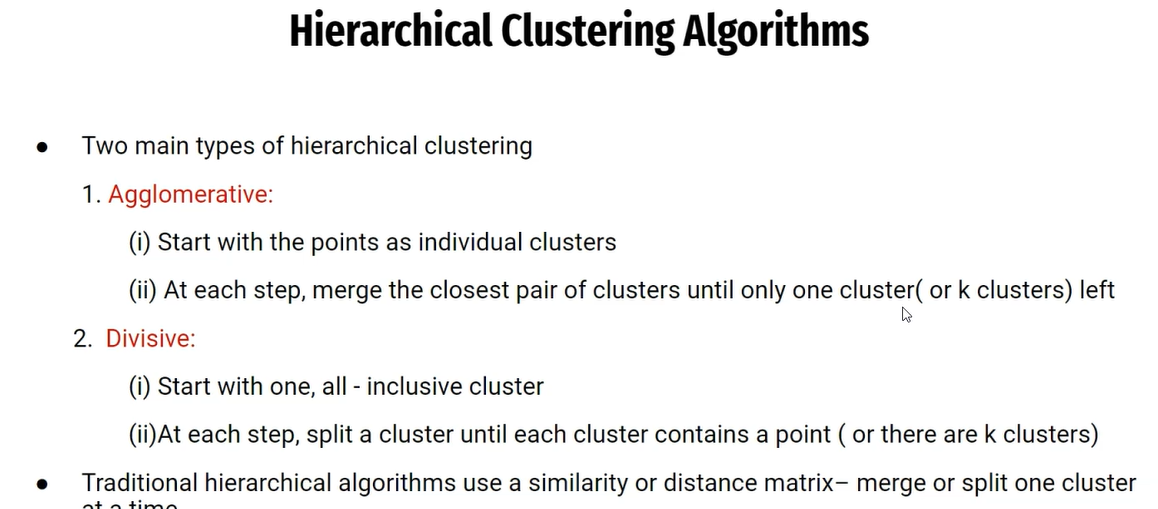 Hierarchical Clustering Algorithms
● Two main types of hierarchical clustering
1. Agglomerative:
(i) Start with the points as individual clusters
(ii) At each step, merge the closest pair of clusters until only one cluster( or k clusters) left
2. Divisive:
(i) Start with one, all - inclusive cluster
(ii)At each step, split a cluster until each cluster contains a point ( or there are k clusters)
● Traditional hierarchical algorithms use a similarity or distance matrix– merge or split one cluster
at a time